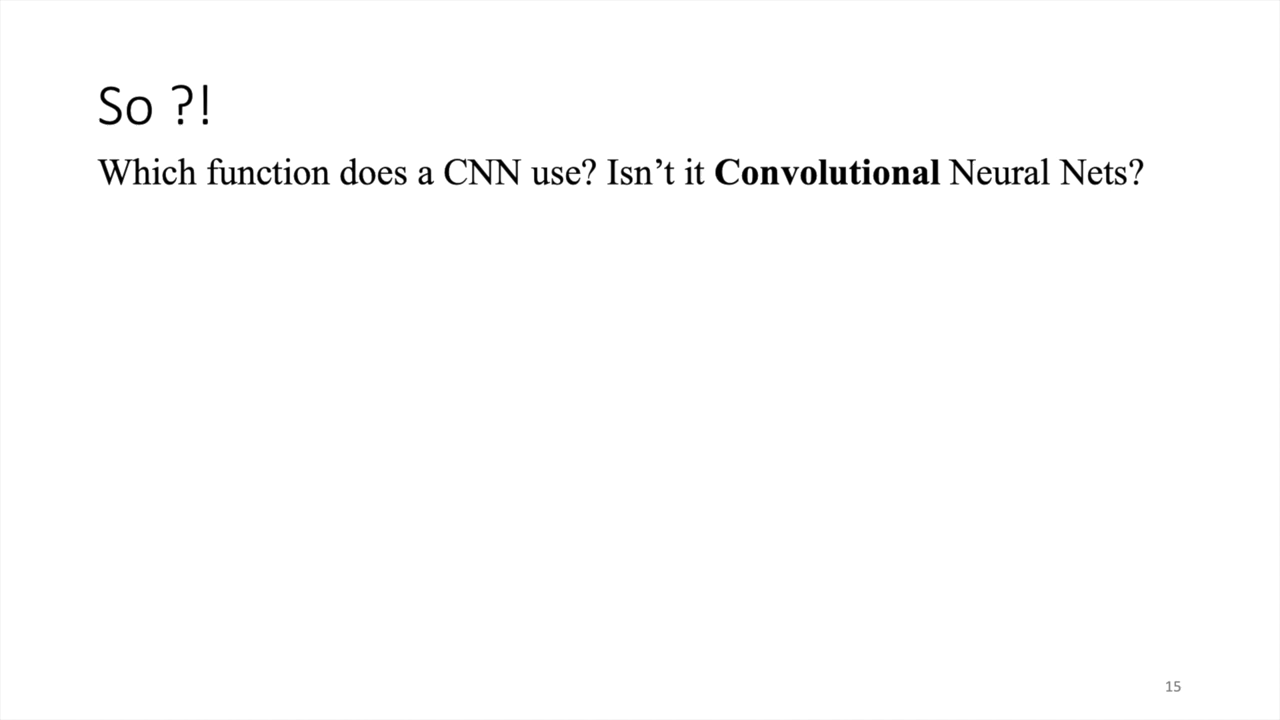 So ?!
Which function does a CNN use? Isn’t it Convolutional Neural Nets?
15